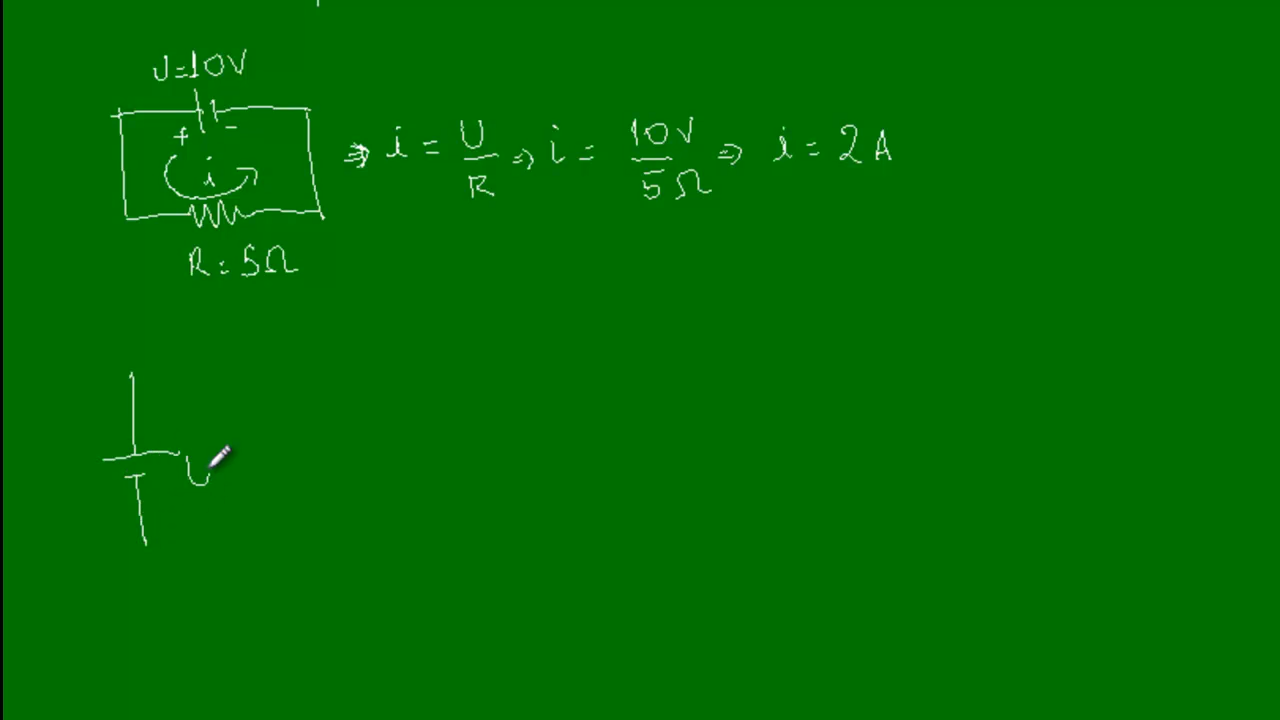 U=10V
+ -
i
R=5Ω
⇒ i = U/R ⇒ i = 10V/5Ω ⇒ i = 2A
U